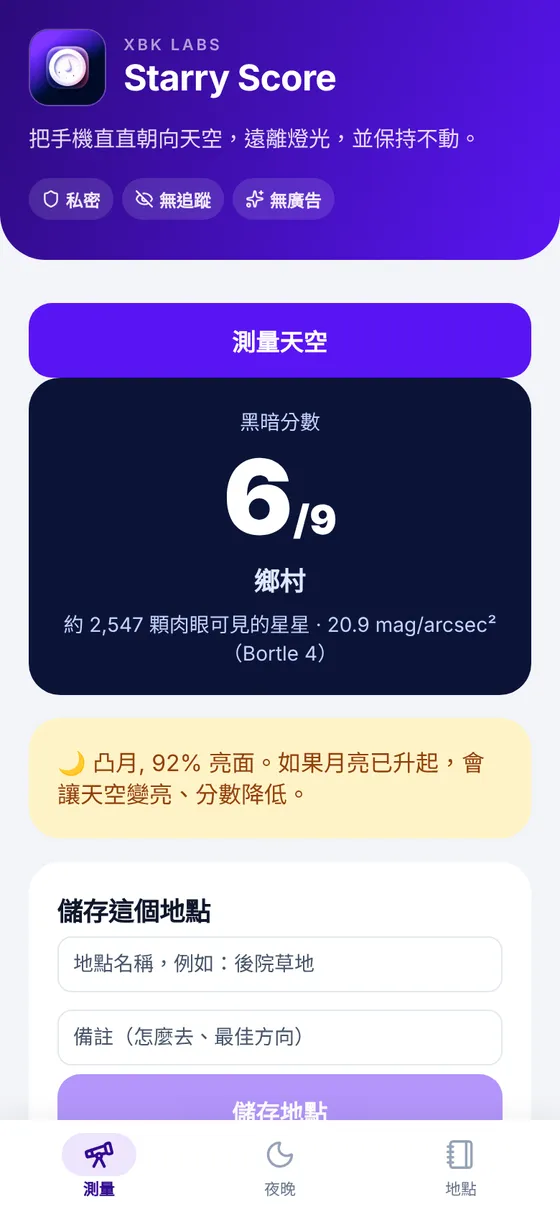 XBK LABS
Starry Score
把手機直直朝向天空，遠離燈光，並保持不動。
私密
無追蹤
無廣告
測量天空
黑暗分數
6/9
鄉村
約 2,547 顆肉眼可見的星星 · 20.9 mag/arcsec²
（Bortle 4）
🌙 凸月, 92% 亮面。如果月亮已升起，會
讓天空變亮、分數降低。
儲存這個地點
地點名稱，例如：後院草地
備註（怎麼去、最佳方向）
儲存地點
測量
夜晚
地點